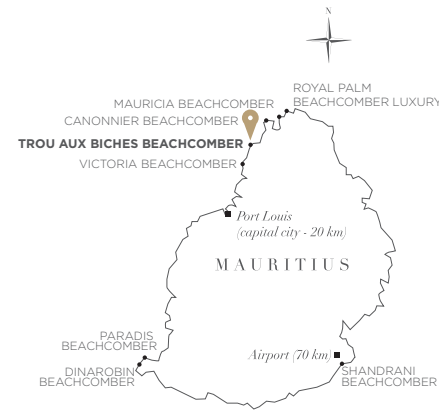 N
ROYAL PALM
BEACHCOMBER LUXURY
MAURICIA BEACHCOMBER
CANONNIER BEACHCOMBER
TROU AUX BICHES BEACHCOMBER
VICTORIA BEACHCOMBER
Port Louis
(capital city - 20 km)
MAURITIUS
PARADIS
BEACHCOMBER
Airport (70 km)
DINAROBIN
BEACHCOMBER
SHANDRANI
BEACHCOMBER